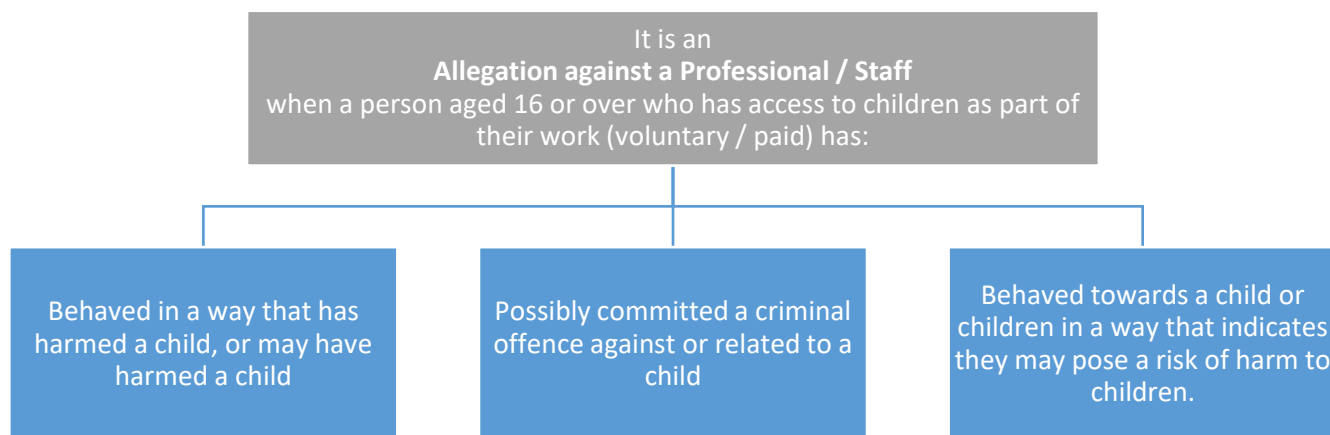 It is an
Allegation against a Professional / Staff
when a person aged 16 or over who has access to children as part of
their work (voluntary / paid) has:
Behaved in a way that has
harmed a child, or may have
harmed a child
Possibly committed a criminal
offence against or related to a
child
Behaved towards a child or
children in a way that indicates
they may pose a risk of harm to
children.